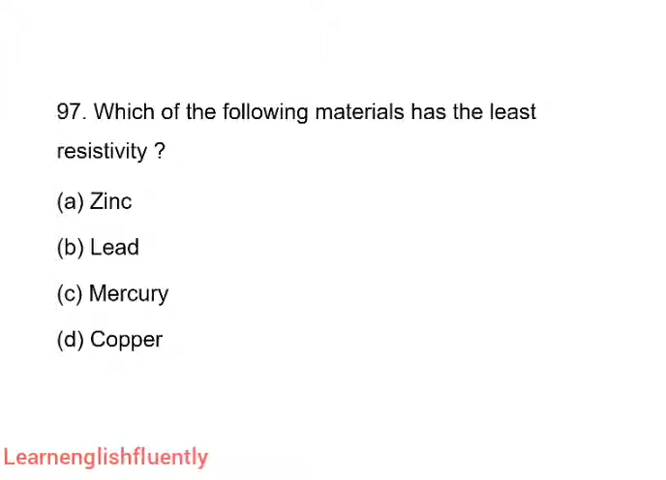 97. Which of the following materials has the least
resistivity ?
(a) Zinc
(b) Lead
(c) Mercury
(d) Copper
Learnenglishfluently